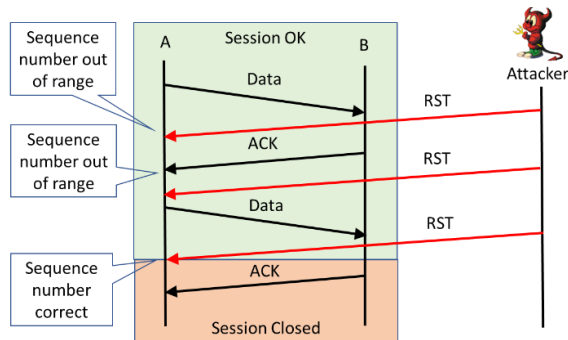 Sequence
number out
of range
A
Session OK
B
Data
Attacker
RST
Sequence
number out
of range
ACK
RST
Data
RST
Sequence
number
correct
ACK
Session Closed